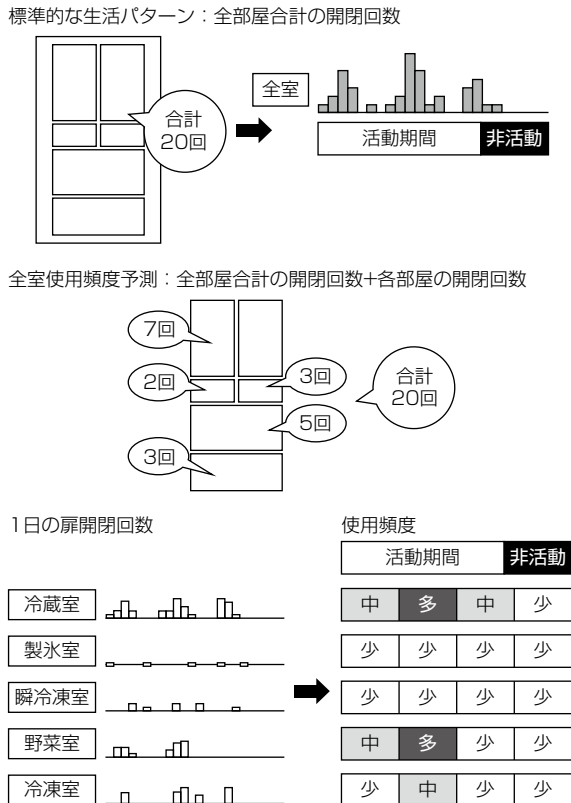 標準的な生活パターン：全部屋合計の開閉回数
合計
20回
全室
活動期間 非活動
全室使用頻度予測：全部屋合計の開閉回数+各部屋の開閉回数
7回
2回
3回
合計
20回
5回
3回
1日の扉開閉回数
使用頻度
活動期間 非活動
冷蔵室
中 多 中 少
製氷室
少 少 少 少
瞬冷凍室
少 少 少 少
野菜室
中 多 少 少
冷凍室
少 中 少 少